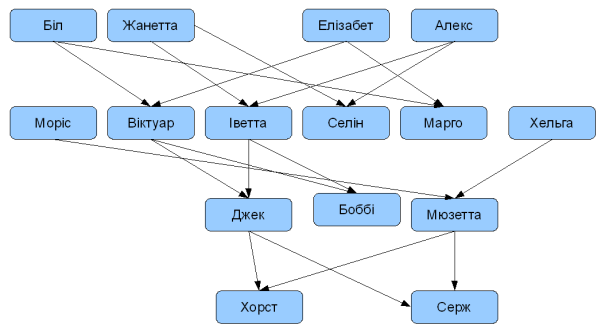 Біл
Жанетта
Елізабет
Алекс
Моріс
Віктуар
Іветта
Селін
Марго
Хельга
Джек
Боббі
Мюзетта
Хорст
Серж